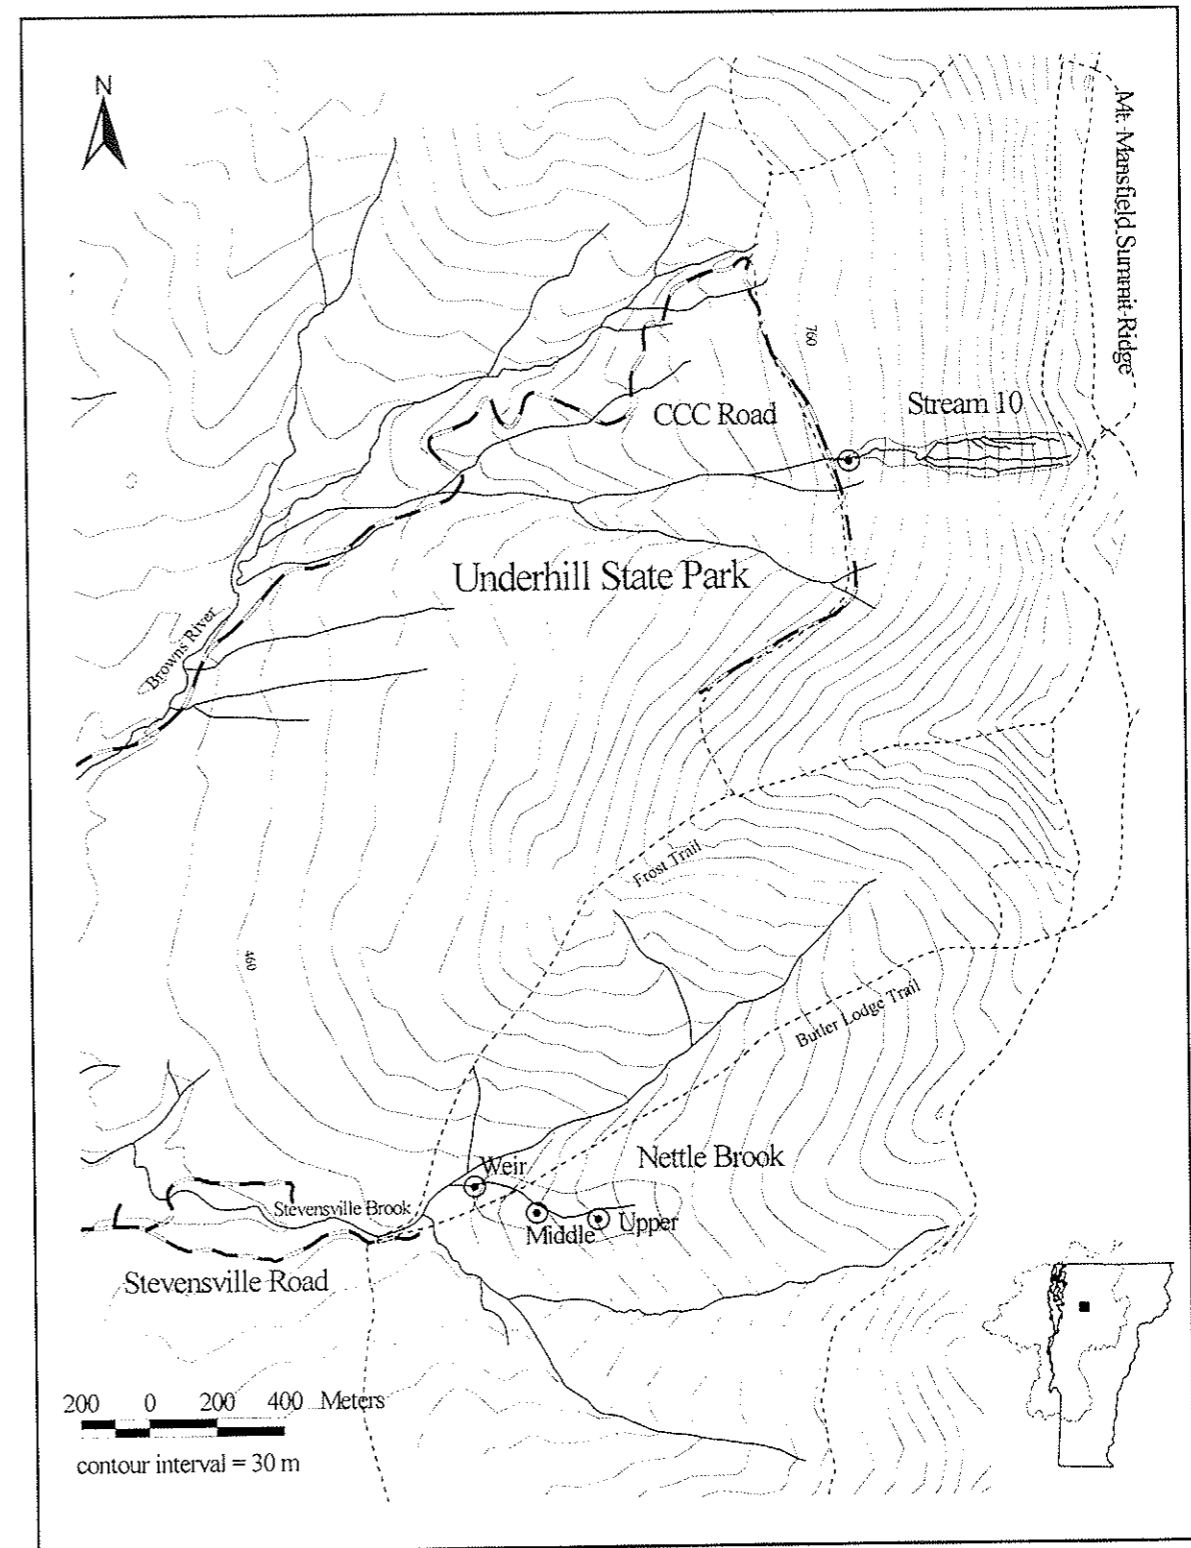 N
Mt. Mansfield Summit Ridge
760
Stream 10
CCC Road
Underhill State Park
Browns River
Frost Trail
460
Butler Lodge Trail
Nettle Brook
Weir
Stevensville Brook
Middle
Upper
Stevensville Road
200 0 200 400 Meters
contour interval = 30 m